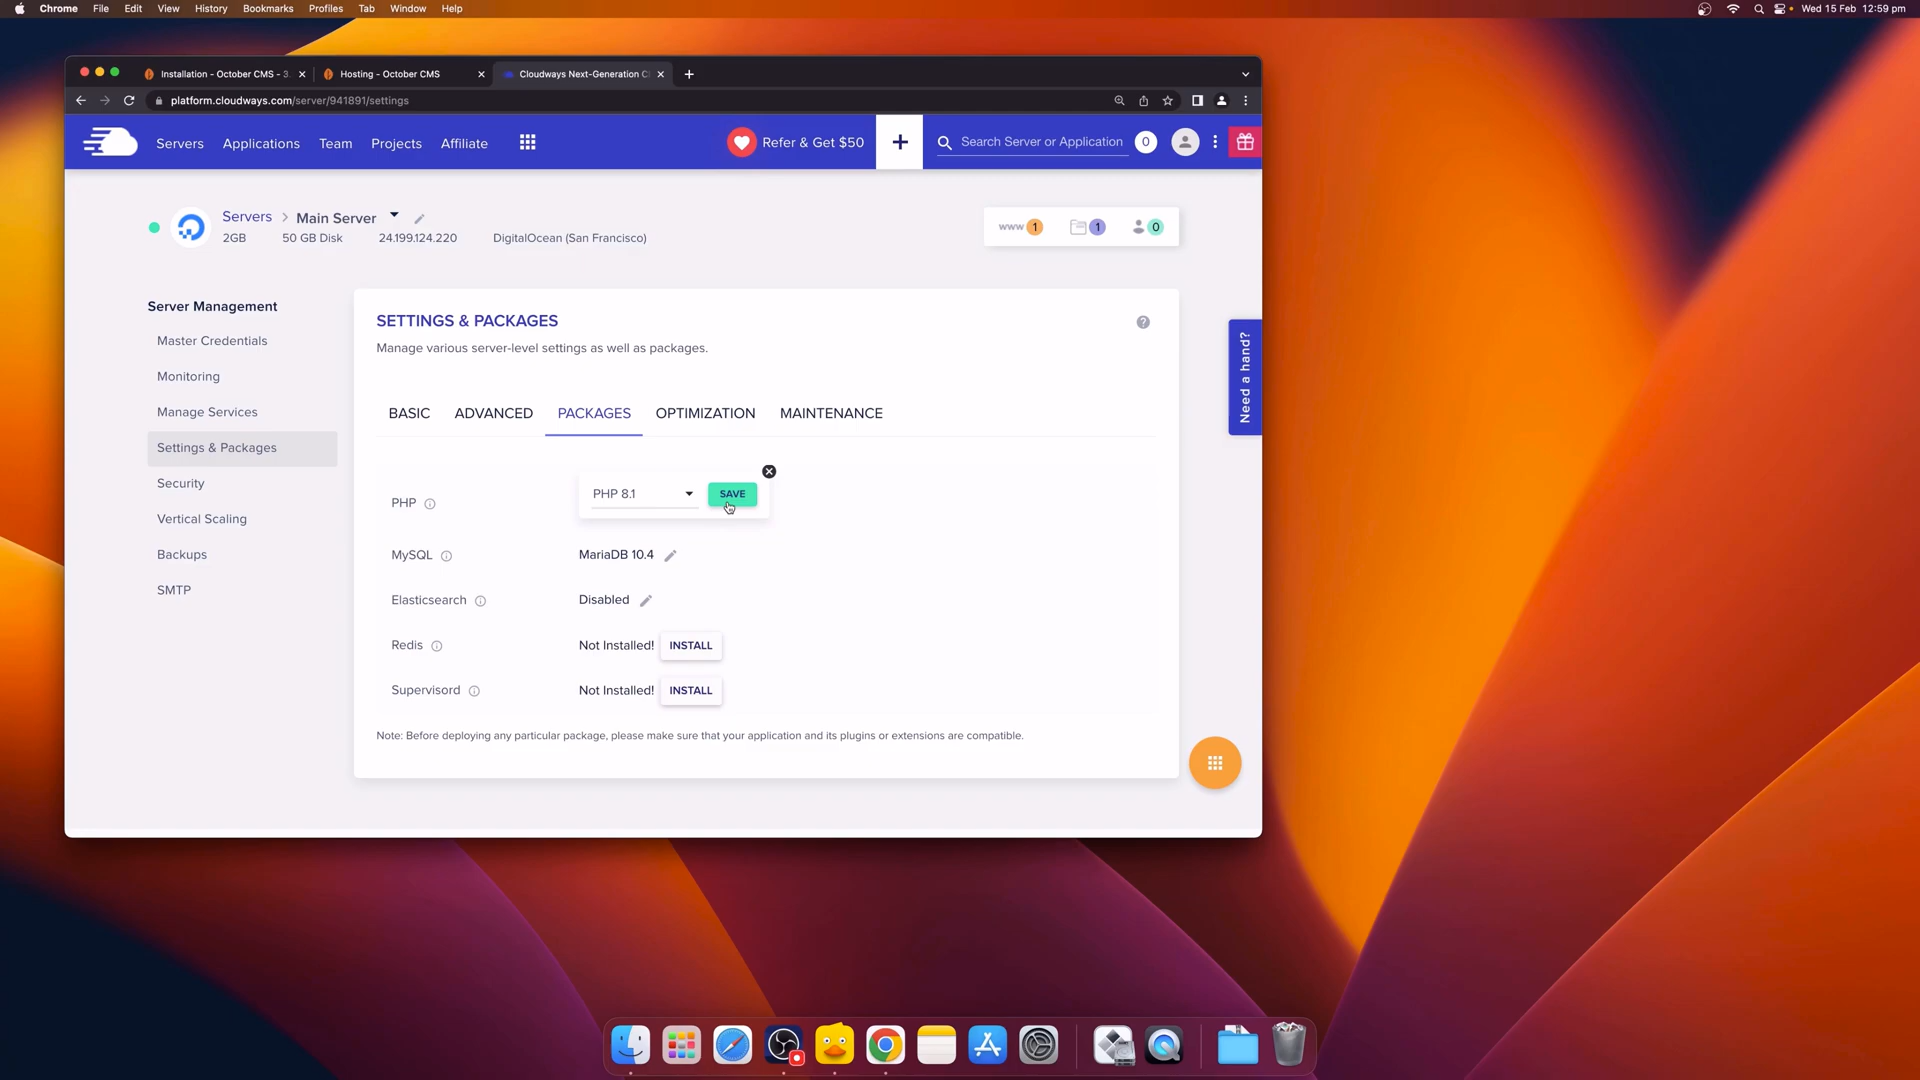 Chrome File Edit View History Bookmarks Profiles Tab Window Help
Wed 15 Feb 12:59 pm
Installation - October CMS - 3.
Hosting - October CMS
Cloudways Next-Generation C
platform.cloudways.com/server/941891/settings
Servers Applications Team Projects Affiliate
Refer & Get $50
+
Search Server or Application
0
Servers > Main Server
2GB 50 GB Disk 24.199.124.220 DigitalOcean (San Francisco)
www 1 1 0
Server Management
Master Credentials
Monitoring
Manage Services
Settings & Packages
Security
Vertical Scaling
Backups
SMTP
SETTINGS & PACKAGES
Manage various server-level settings as well as packages.
BASIC ADVANCED PACKAGES OPTIMIZATION MAINTENANCE
PHP PHP 8.1 SAVE
MySQL MariaDB 10.4
Elasticsearch Disabled
Redis Not Installed! INSTALL
Supervisord Not Installed! INSTALL
Note: Before deploying any particular package, please make sure that your application and its plugins or extensions are compatible.
Need a hand?